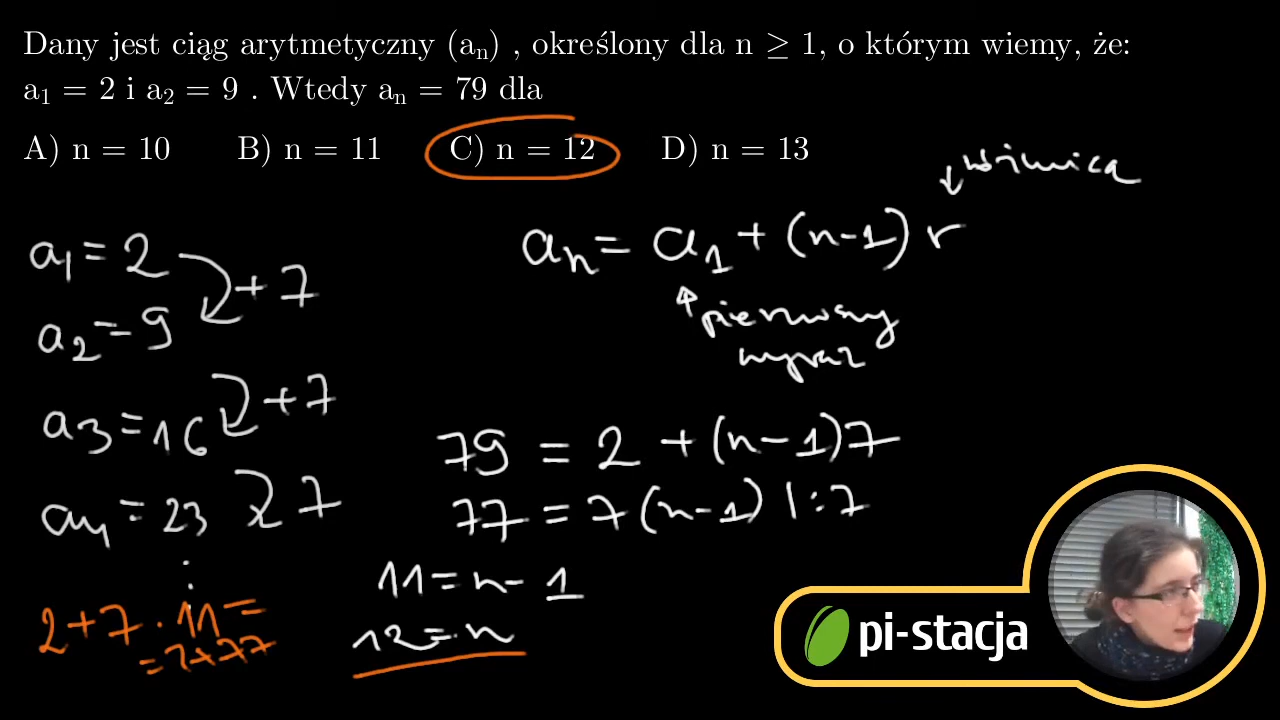 Dany jest ciąg arytmetyczny (aₙ) , określony dla n ≥ 1, o którym wiemy, że:
a₁ = 2 i a₂ = 9 . Wtedy aₙ = 79 dla
A) n = 10 B) n = 11 C) n = 12 D) n = 13
↓różnica
aₙ = a₁ + (n-1) r
↑pierwszy
wyraz
a₁ = 2
+ 7
a₂ = 9
a₃ = 16
+ 7
a₄ = 23
7
⋮
2 + 7 · 11 =
= 2 + 77
79 = 2 + (n-1)7
77 = 7(n-1) |:7
11 = n - 1
12 = n
pi-stacja